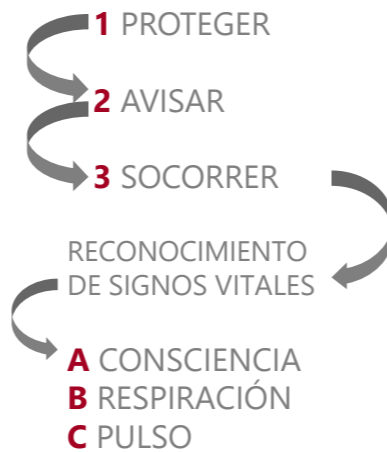 1 PROTEGER
2 AVISAR
3 SOCORRER
RECONOCIMIENTO
DE SIGNOS VITALES
A CONSCIENCIA
B RESPIRACIÓN
C PULSO